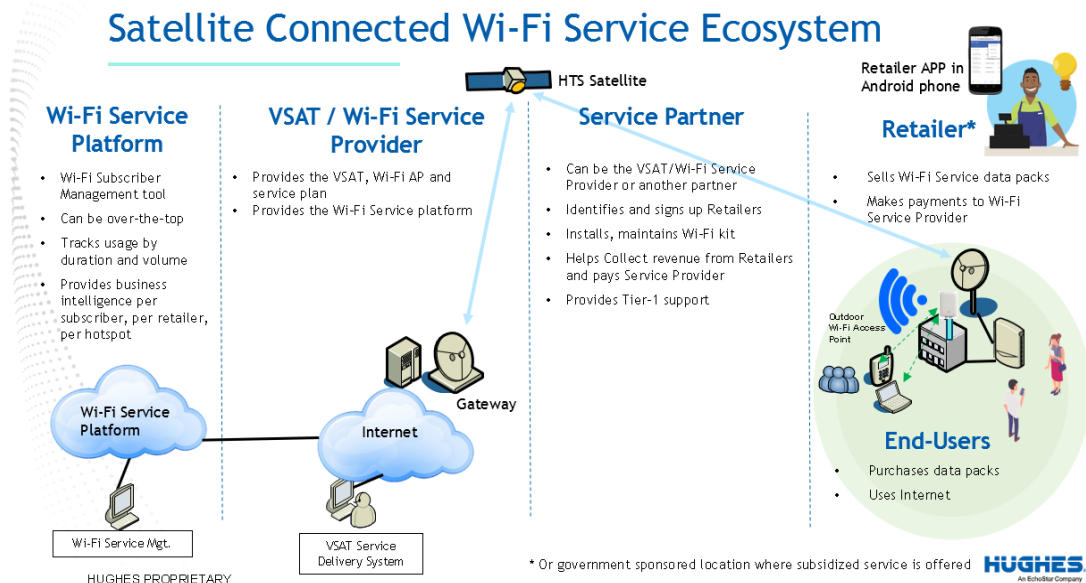 Satellite Connected Wi-Fi Service Ecosystem
HTS Satellite
Retailer APP in
Android phone
Wi-Fi Service
Platform
• Wi-Fi Subscriber
Management tool
• Can be over-the-top
• Tracks usage by
duration and volume
• Provides business
intelligence per
subscriber, per retailer,
per hotspot
VSAT / Wi-Fi Service
Provider
• Provides the VSAT, Wi-Fi AP and
service plan
• Provides the Wi-Fi Service platform
Service Partner
• Can be the VSAT/Wi-Fi Service
Provider or another partner
• Identifies and signs up Retailers
• Installs, maintains Wi-Fi kit
• Helps Collect revenue from Retailers
and pays Service Provider
• Provides Tier-1 support
Retailer*
• Sells Wi-Fi Service data packs
• Makes payments to Wi-Fi
Service Provider
Outdoor
Wi-Fi Access
Point
Gateway
Wi-Fi Service
Platform
Internet
End-Users
• Purchases data packs
• Uses Internet
Wi-Fi Service Mgt.
VSAT Service
Delivery System
* Or government sponsored location where subsidized service is offered
HUGHES PROPRIETARY
HUGHES.
An EchoStar Company